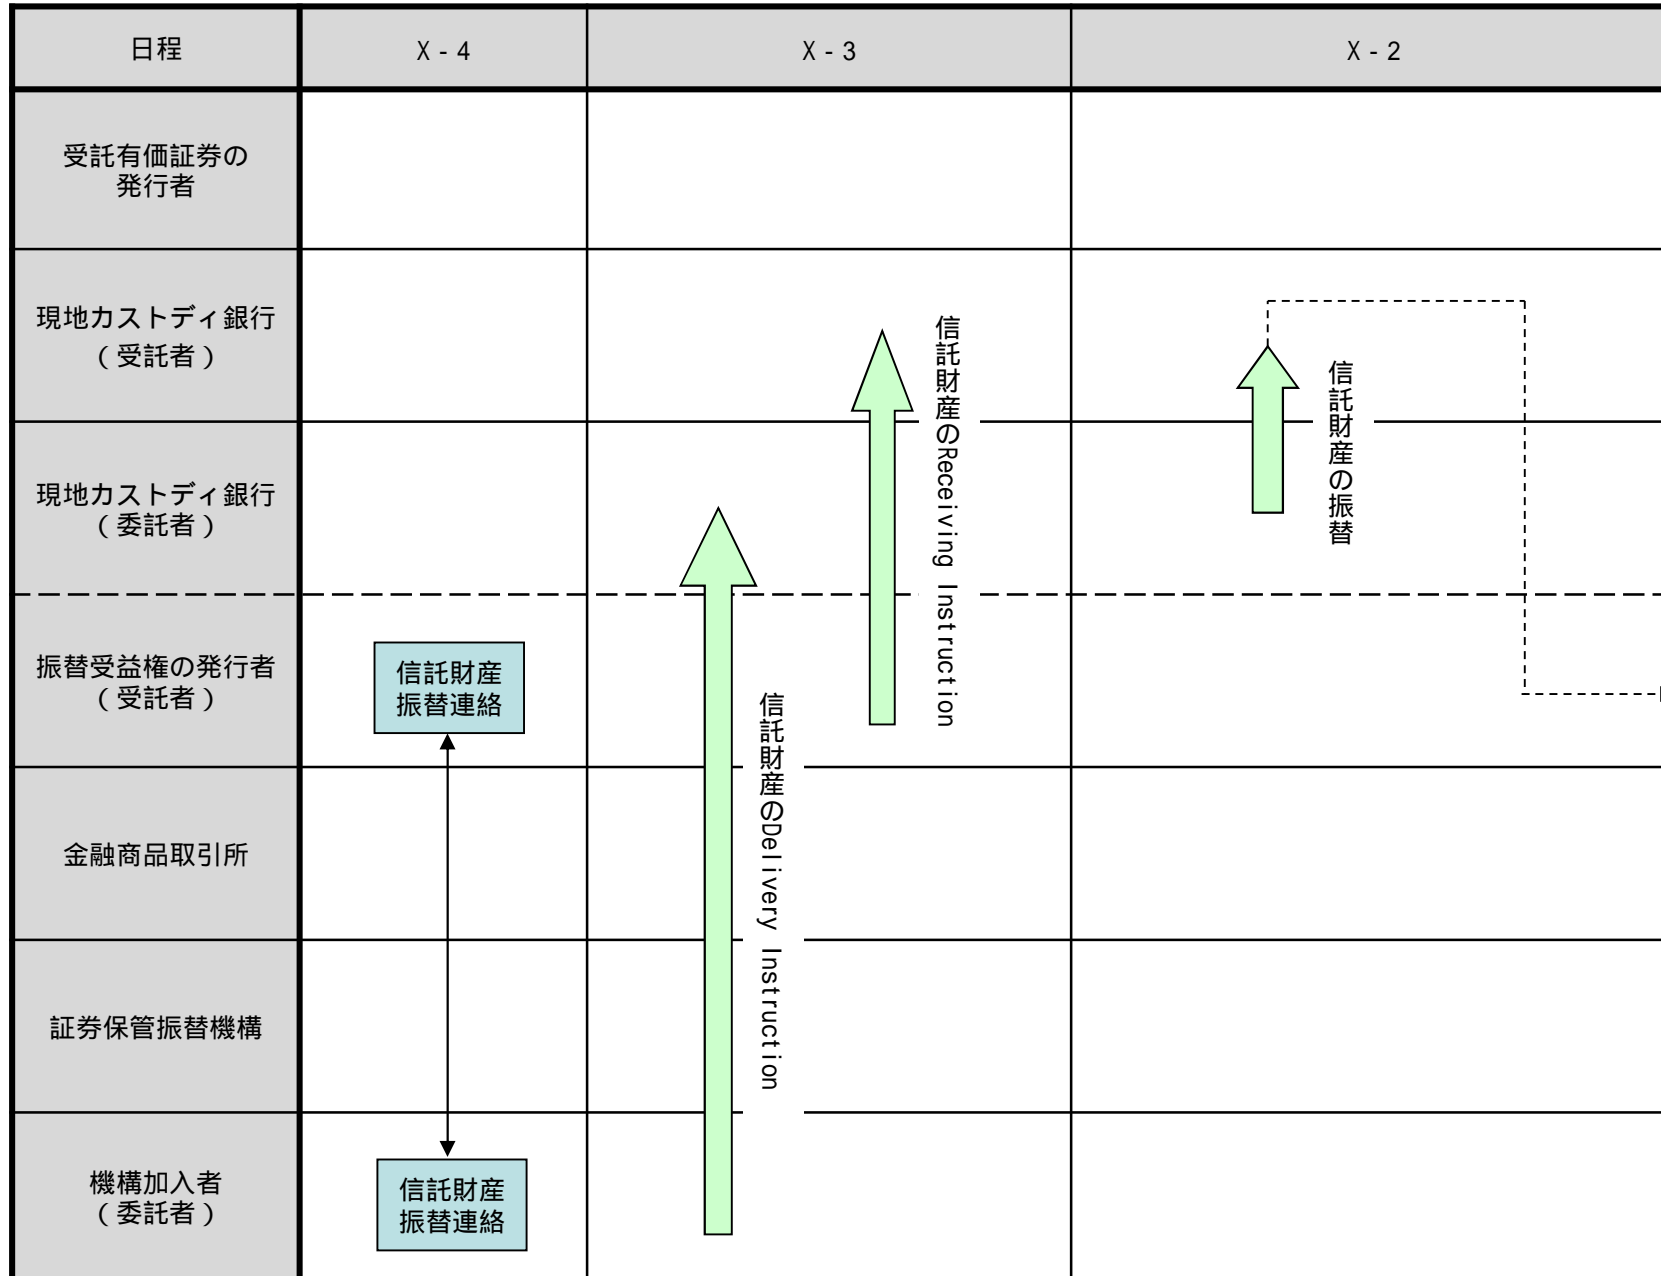 日程
X - 4
X - 3
X - 2
受託有価証券の
発行者
現地カストディ銀行
（受託者）
信託財産のReceiving Instruction
信託財産の振替
現地カストディ銀行
（委託者）
振替受益権の発行者
（受託者）
信託財産
振替連絡
信託財産のDelivery Instruction
金融商品取引所
証券保管振替機構
機構加入者
（委託者）
信託財産
振替連絡